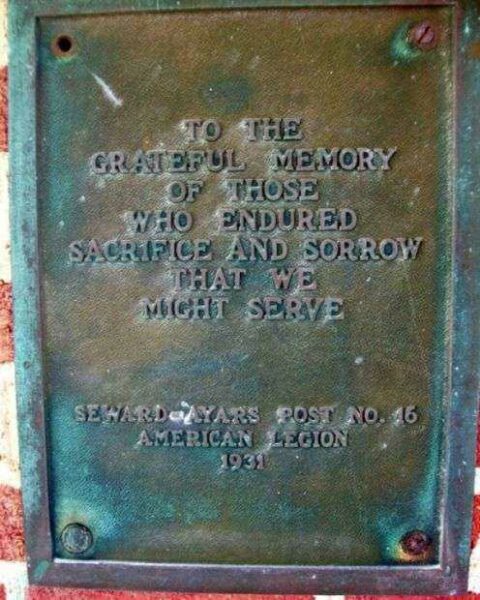 TO THE
GRATEFUL MEMORY
OF THOSE
WHO ENDURED
SACRIFICE AND SORROW
THAT WE
MIGHT SERVE
SEWARD-AYARS POST NO. 16
AMERICAN LEGION
1931